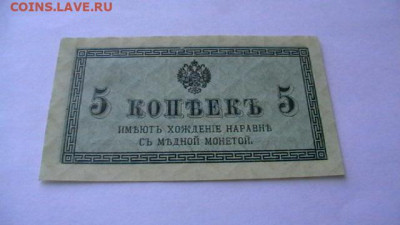 COINS.LAVE.RU
5 КОПѢЕКЪ 5
ИМѢЮТЪ ХОЖДЕНІЕ НАРАВНѢ
СЪ МѢДНОЙ МОНЕТОЙ.